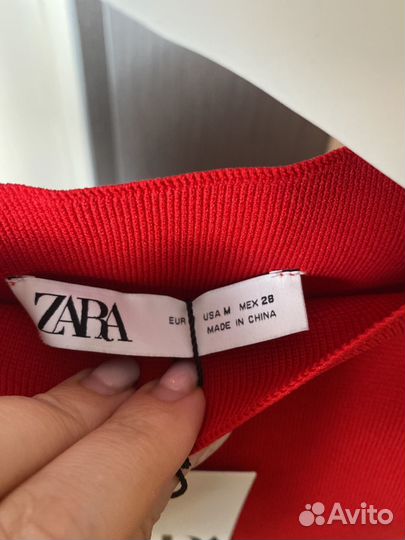 ZARA
EUR
USA M MEX 28
MADE IN CHINA
Avito